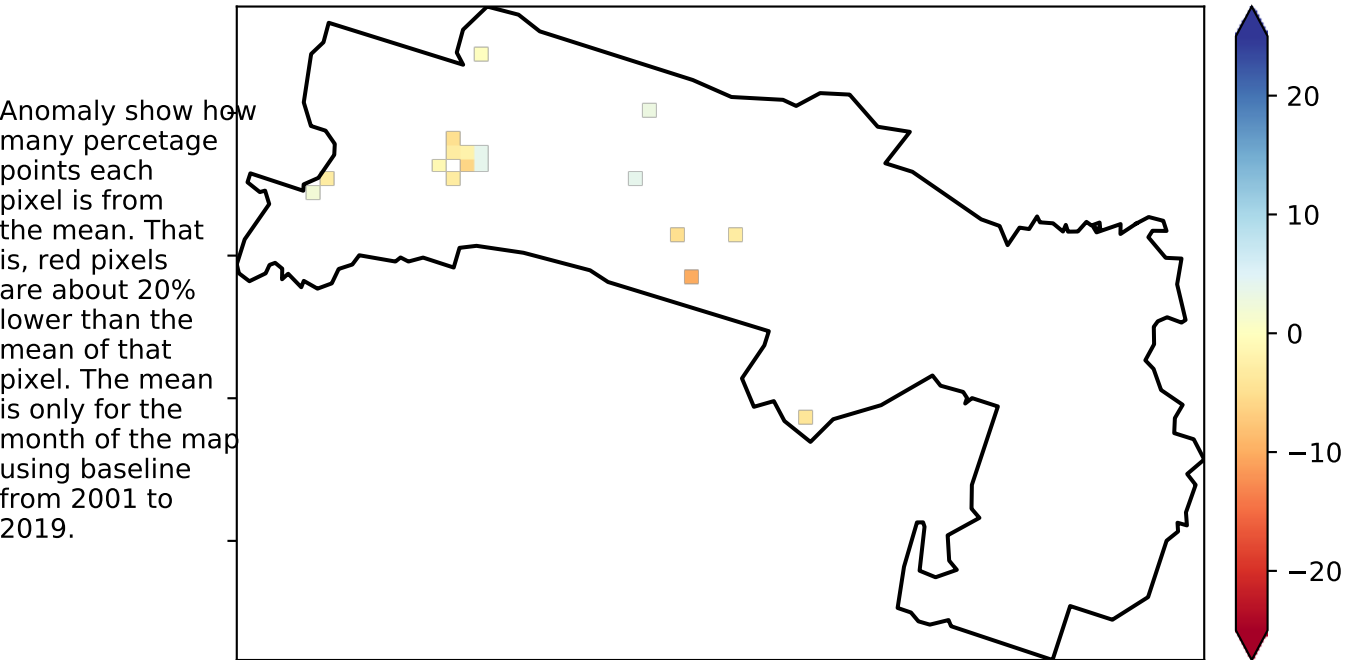 Anomaly show how
many percetage
points each
pixel is from
the mean. That
is, red pixels
are about 20%
lower than the
mean of that
pixel. The mean
is only for the
month of the map
using baseline
from 2001 to
2019.
20
10
0
−10
−20